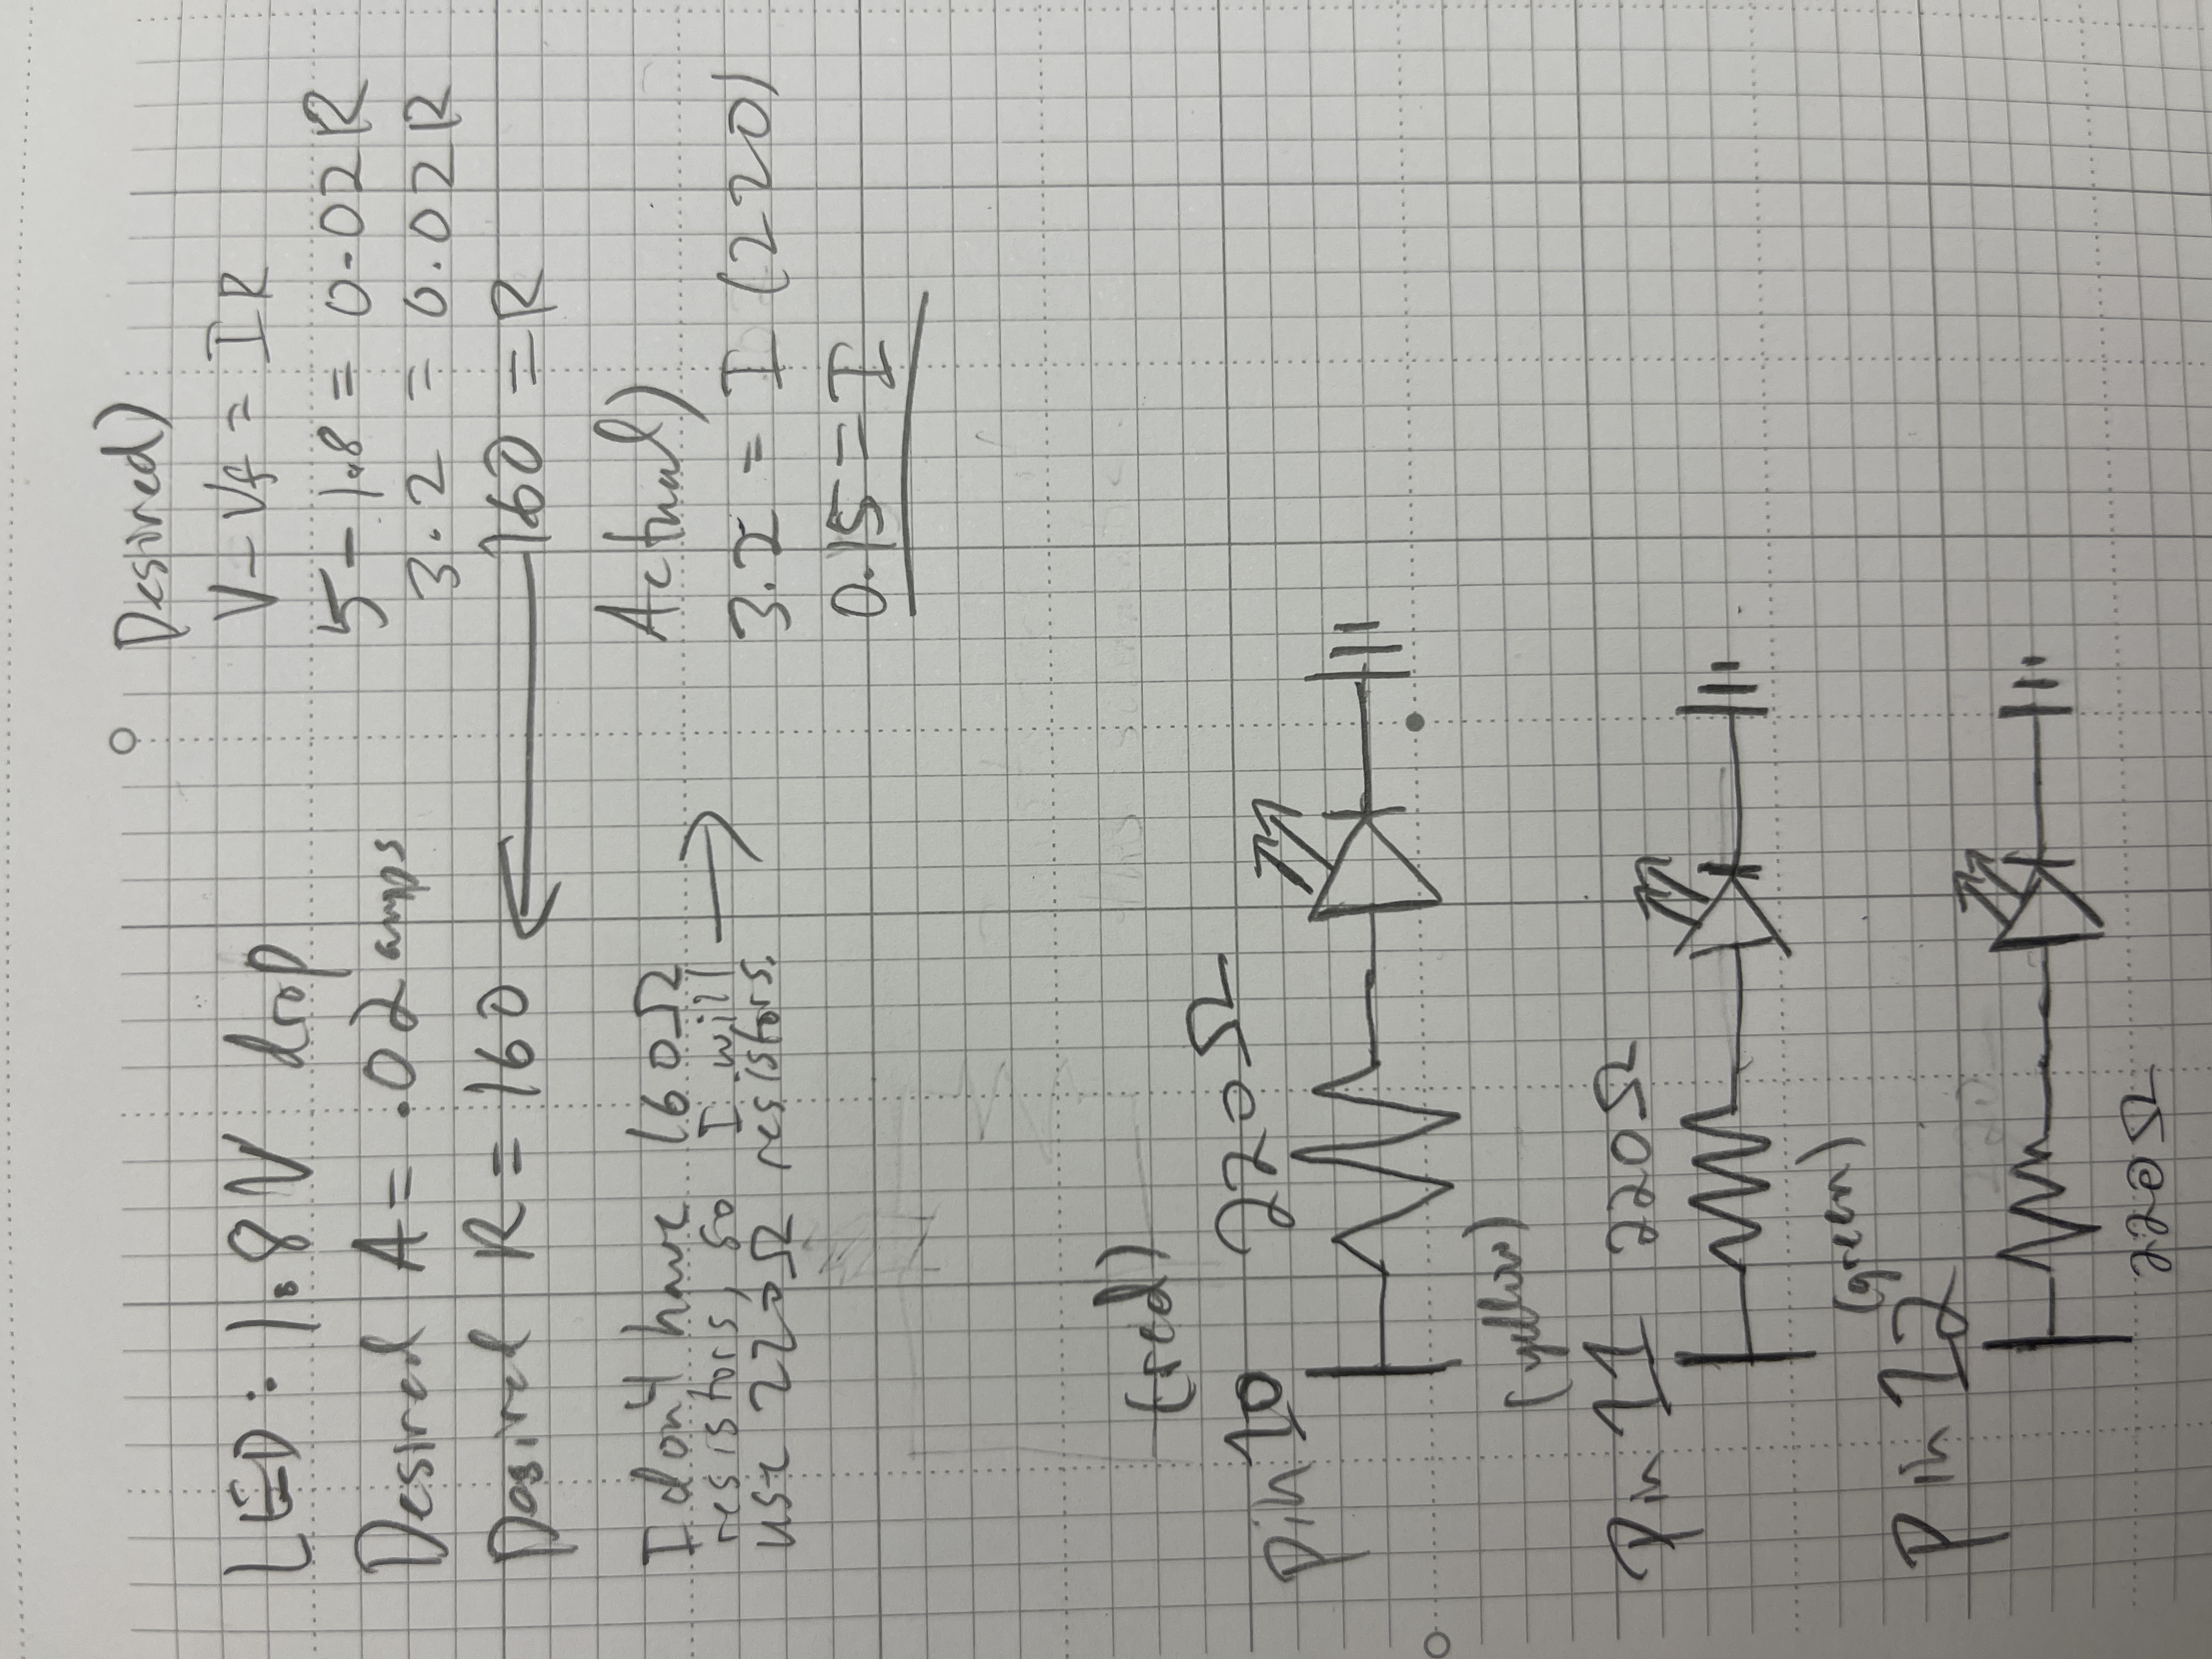 LED: 1.8V drop
Desired A = .02 amps
Desired R = 160
I don't have 160Ω
resistors, so I will
use 220Ω resistors.
Desired)
V - Vf = IR
5 - 1.8 = 0.02R
3.2 = 0.02R
160 = R
Actual)
3.2 = I (220)
0.15 = I
(red)
Pin 10 220Ω
(yellow)
Pin 11 220Ω
(green)
Pin 12
220Ω